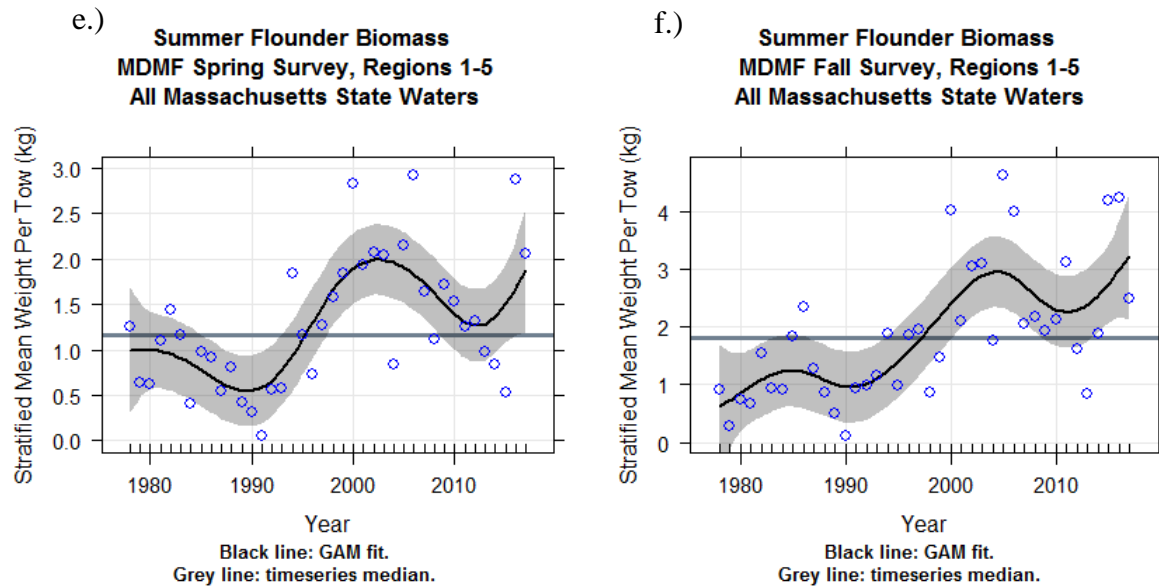 e.)
Summer Flounder Biomass
MDMF Spring Survey, Regions 1-5
All Massachusetts State Waters
Stratified Mean Weight Per Tow (kg)
3.0
2.5
2.0
1.5
1.0
0.5
0.0
1980 1990 2000 2010
Year
Black line: GAM fit.
Grey line: timeseries median.
f.)
Summer Flounder Biomass
MDMF Fall Survey, Regions 1-5
All Massachusetts State Waters
Stratified Mean Weight Per Tow (kg)
4
3
2
1
0
1980 1990 2000 2010
Year
Black line: GAM fit.
Grey line: timeseries median.